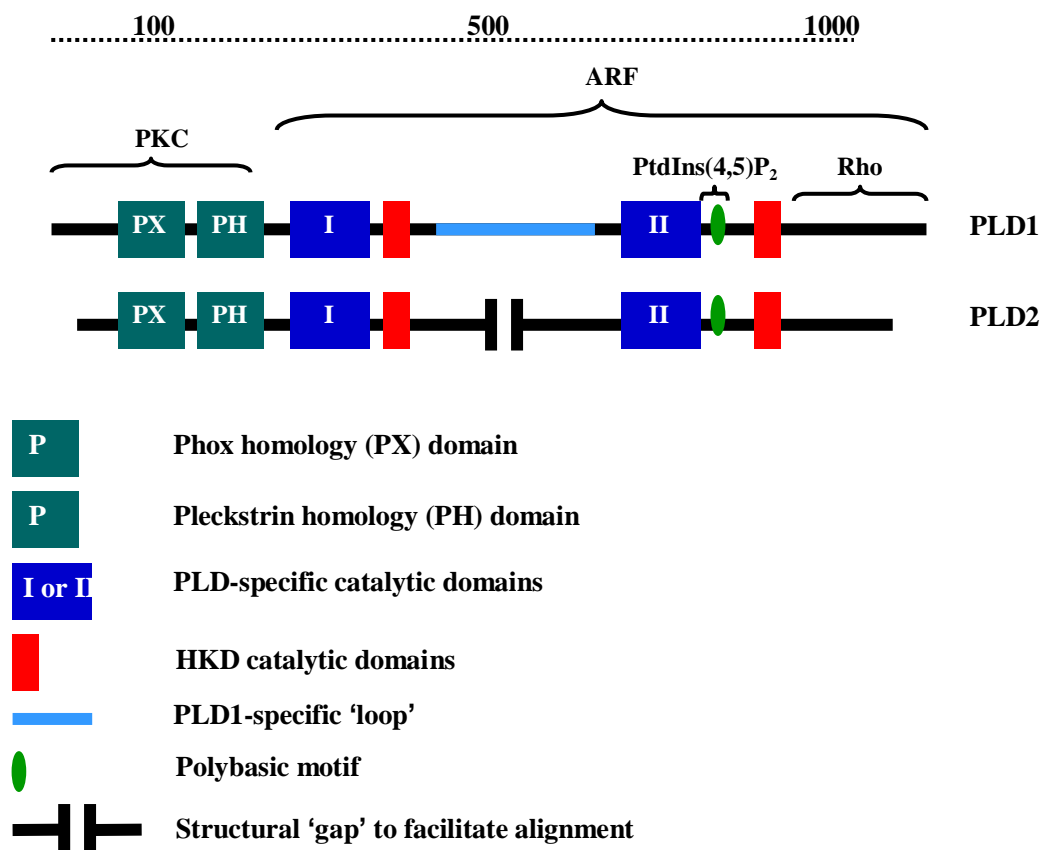 100 500 1000
ARF
PKC
PtdIns(4,5)P₂ Rho
PX PH I II PLD1
PX PH I II PLD2
P Phox homology (PX) domain
P Pleckstrin homology (PH) domain
I or II PLD-specific catalytic domains
HKD catalytic domains
PLD1-specific ‘loop’
Polybasic motif
Structural ‘gap’ to facilitate alignment